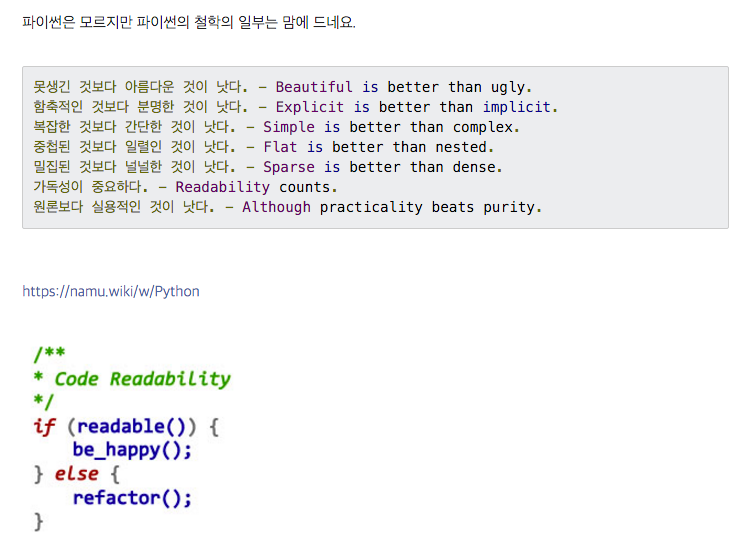 파이썬은 모르지만 파이썬의 철학의 일부는 맘에 드네요.
못생긴 것보다 아름다운 것이 낫다. – Beautiful is better than ugly.
함축적인 것보다 분명한 것이 낫다. – Explicit is better than implicit.
복잡한 것보다 간단한 것이 낫다. – Simple is better than complex.
중첩된 것보다 일렬인 것이 낫다. – Flat is better than nested.
밀집된 것보다 널널한 것이 낫다. – Sparse is better than dense.
가독성이 중요하다. – Readability counts.
원론보다 실용적인 것이 낫다. – Although practicality beats purity.
https://namu.wiki/w/Python
/**
* Code Readability
*/
if (readable()) {
    be_happy();
} else {
    refactor();
}